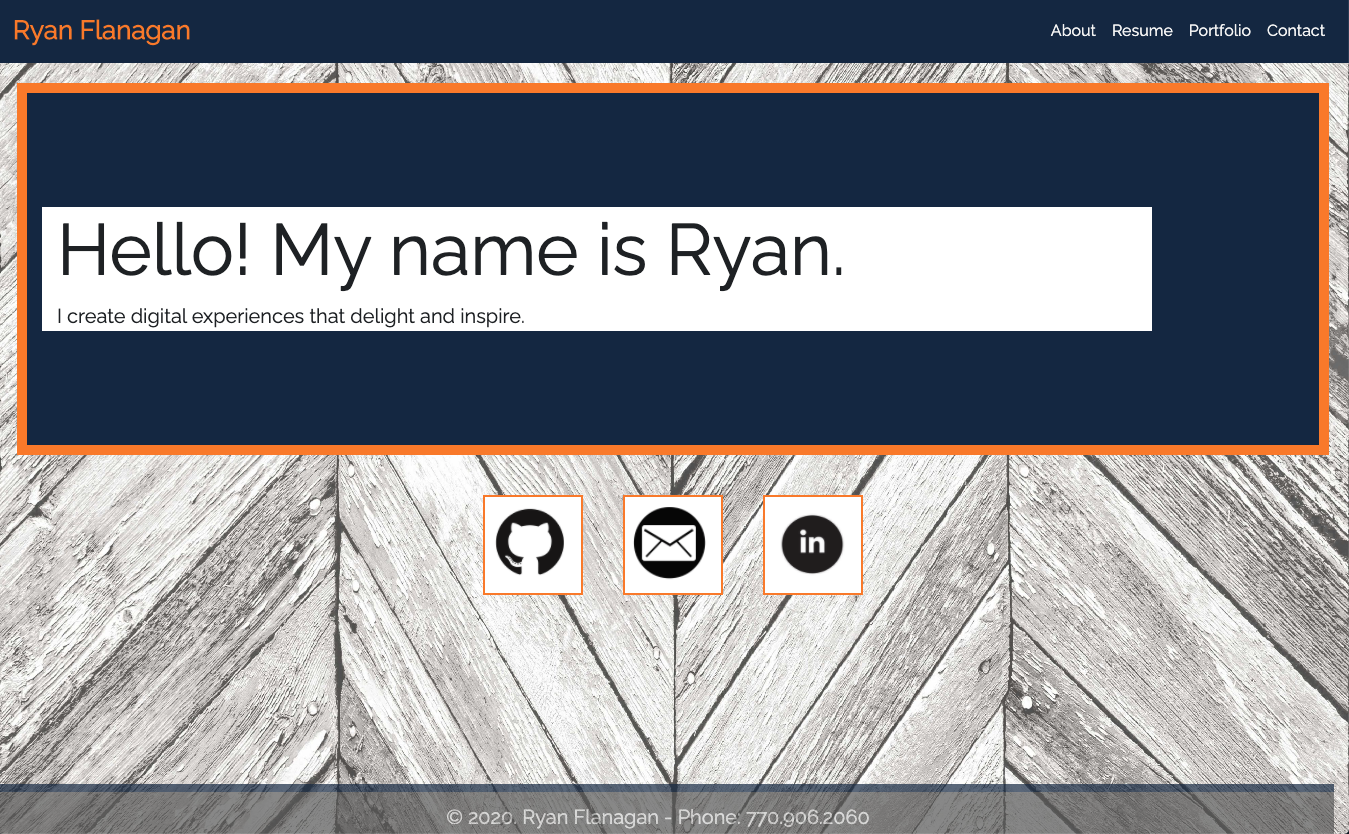 Ryan Flanagan
About Resume Portfolio Contact
Hello! My name is Ryan.
I create digital experiences that delight and inspire.
in
© 2020. Ryan Flanagan - Phone: 770.906.2060